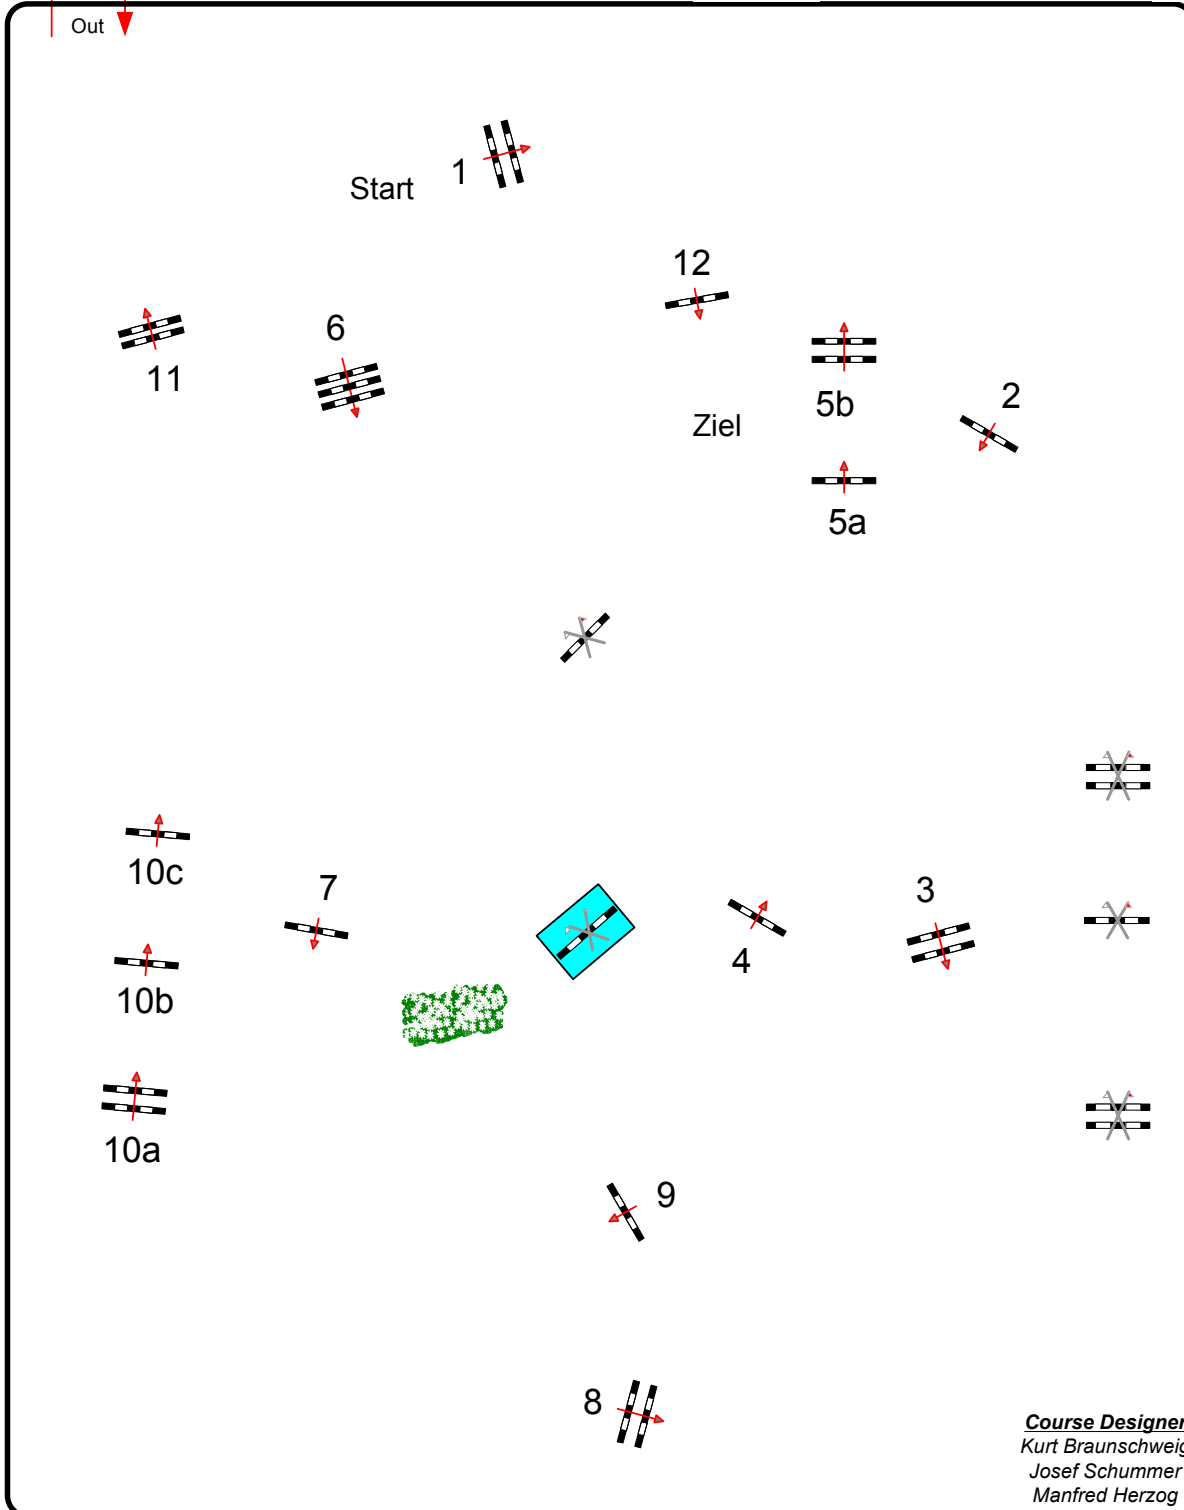 Out
1
Start
12
6
11
5b
2
Ziel
5a
10c
7
3
4
10b
10a
9
8
Course Designer
Kurt Braunschweig
Josef Schummer
Manfred Herzog